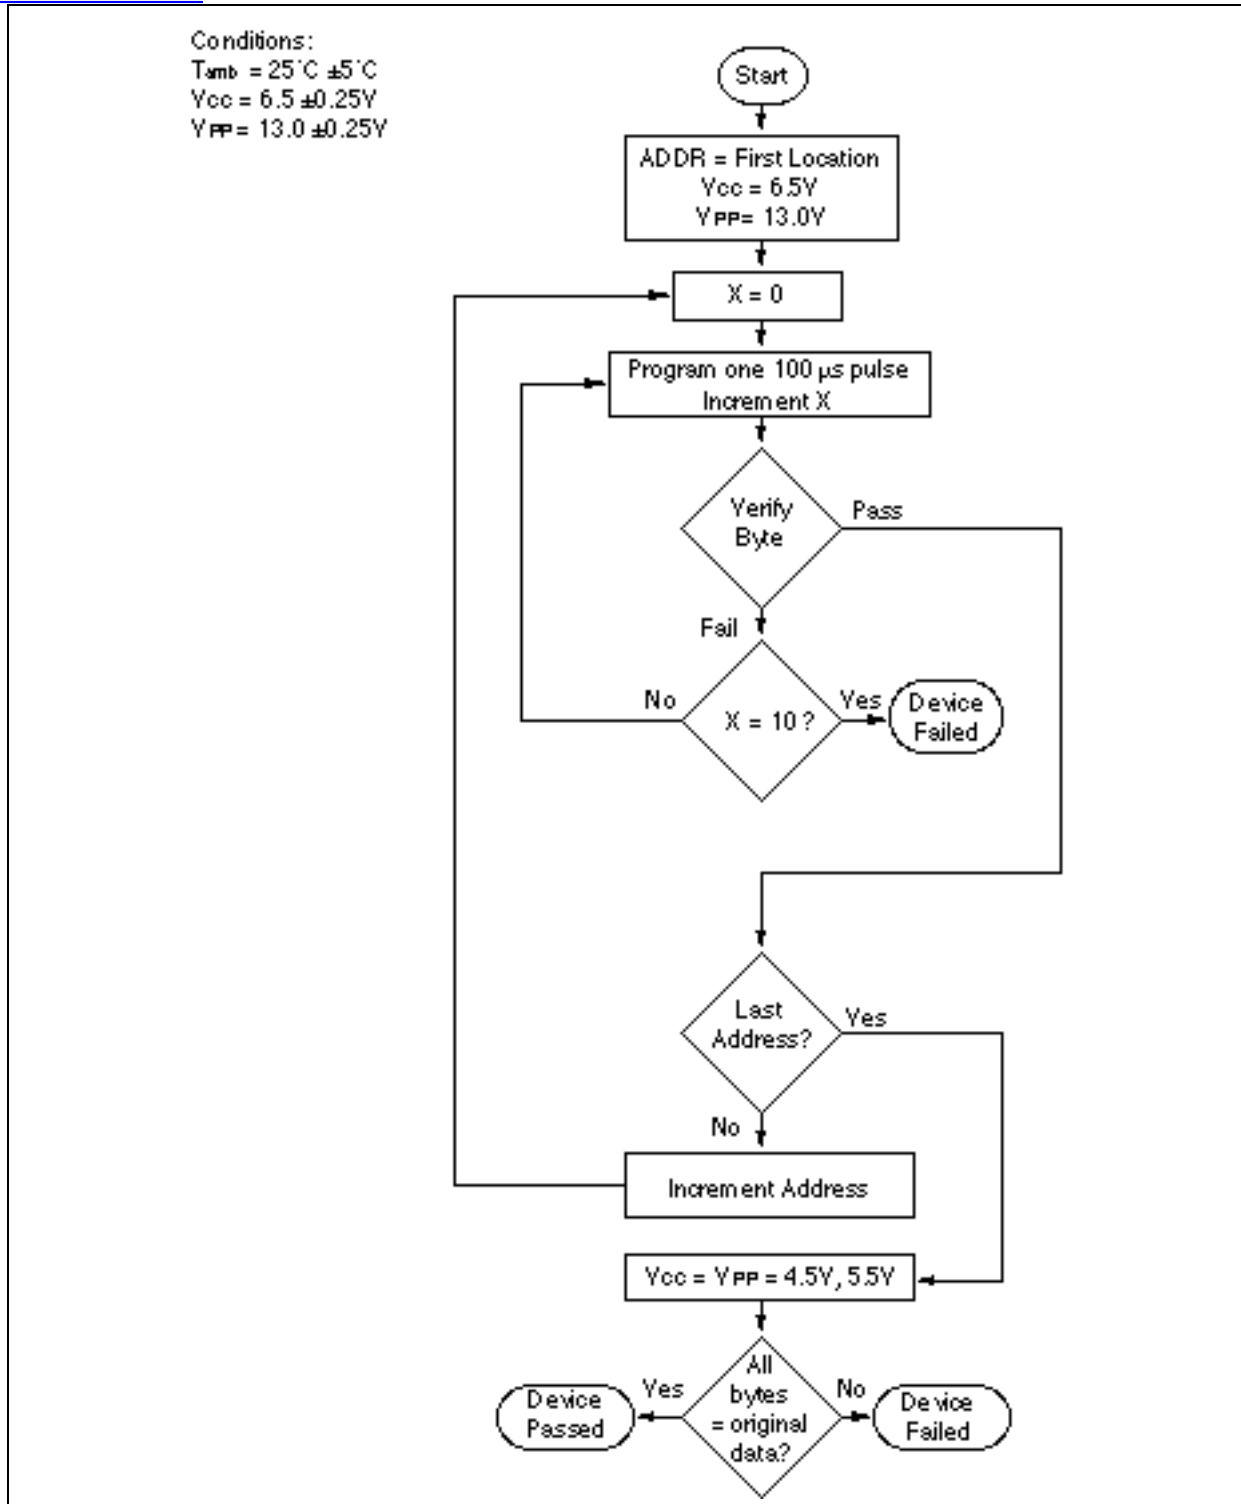 Conditions:
Tamb = 25°C ±5°C
Vcc = 6.5 ±0.25V
VPP = 13.0 ±0.25V
Start
ADDR = First Location
Vcc = 6.5V
VPP = 13.0V
X = 0
Program one 100 µs pulse
Increment X
Verify
Byte
Pass
Fail
No
X = 10 ?
Yes
Device
Failed
Last
Address?
Yes
No
Increment Address
Vcc = VPP = 4.5V, 5.5V
All
bytes
= original
data?
Yes
Device
Passed
No
Device
Failed